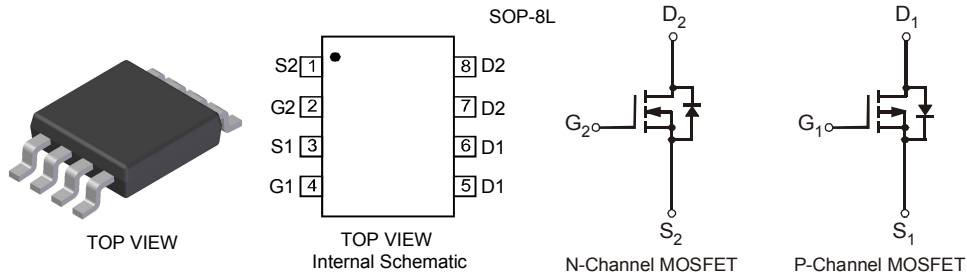 SOP-8L
S2 1 8 D2
G2 2 7 D2
S1 3 6 D1
G1 4 5 D1
TOP VIEW
TOP VIEW
Internal Schematic
D2
G2
S2
N-Channel MOSFET
D1
G1
S1
P-Channel MOSFET